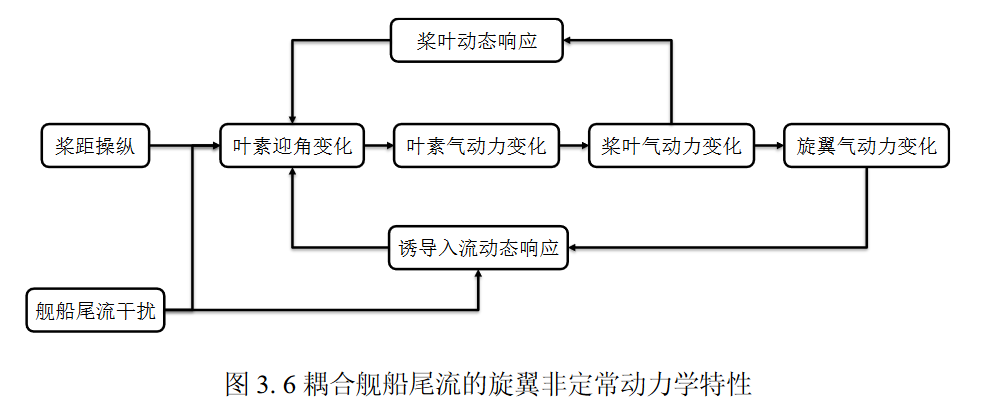 桨叶动态响应
桨距操纵
叶素迎角变化
叶素气动力变化
桨叶气动力变化
旋翼气动力变化
诱导入流动态响应
舰船尾流干扰
图 3. 6 耦合舰船尾流的旋翼非定常动力学特性